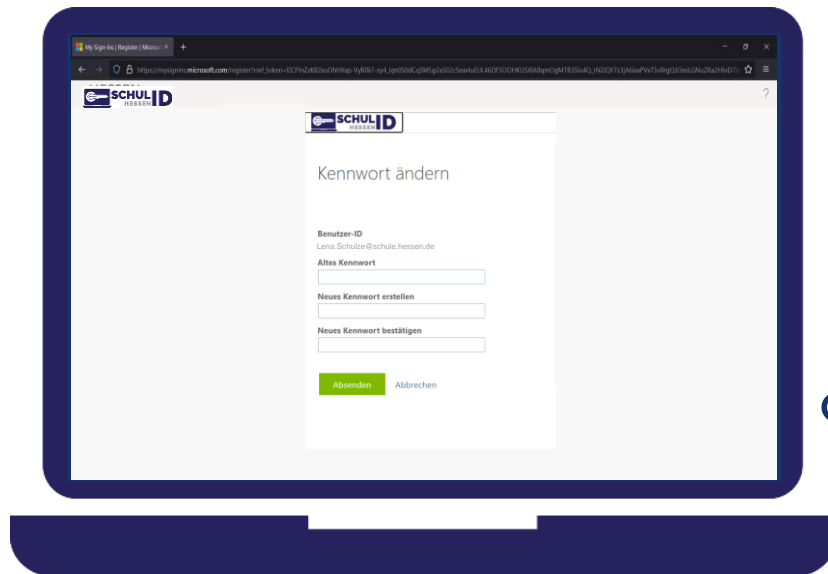 My Sign-Ins | Register | Microso
SCHUL ID
HESSEN
SCHUL ID
HESSEN
Kennwort ändern
Benutzer-ID
Lena.Schulze@schule.hessen.de
Altes Kennwort
Neues Kennwort erstellen
Neues Kennwort bestätigen
Absenden Abbrechen